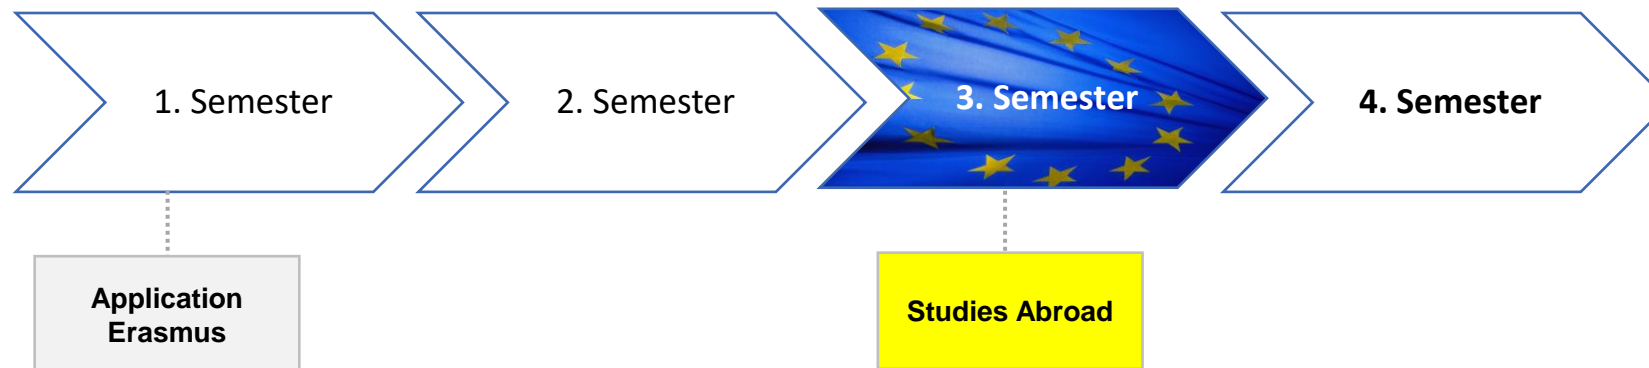 1. Semester
2. Semester
3. Semester
4. Semester
Application
Erasmus
Studies Abroad